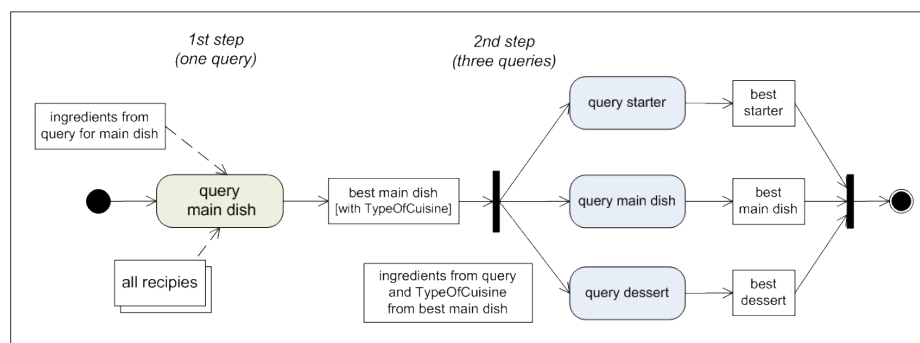 1st step
(one query)
2nd step
(three queries)
ingredients from
query for main dish
query
main dish
all recipies
best main dish
[with TypeOfCuisine]
ingredients from query
and TypeOfCuisine
from best main dish
query starter
best
starter
query main dish
best
main dish
query dessert
best
dessert